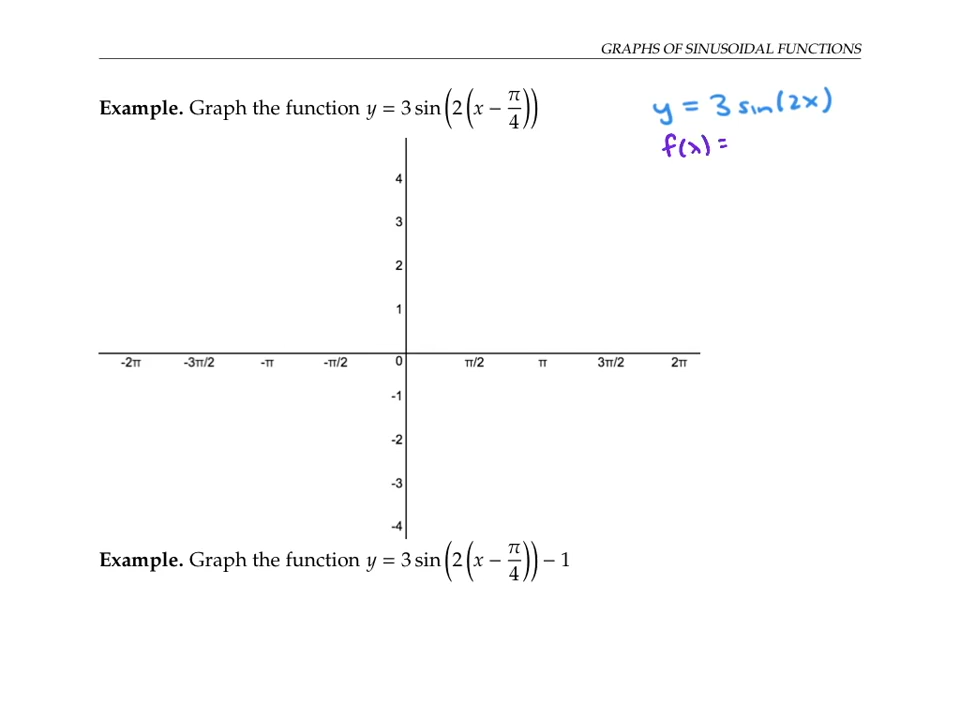 GRAPHS OF SINUSOIDAL FUNCTIONS
Example. Graph the function y = 3 sin(2(x − π/4))
y = 3 sin(2x)
f(x) =
4
3
2
1
-2π -3π/2 -π -π/2 0 π/2 π 3π/2 2π
-1
-2
-3
-4
Example. Graph the function y = 3 sin(2(x − π/4)) − 1